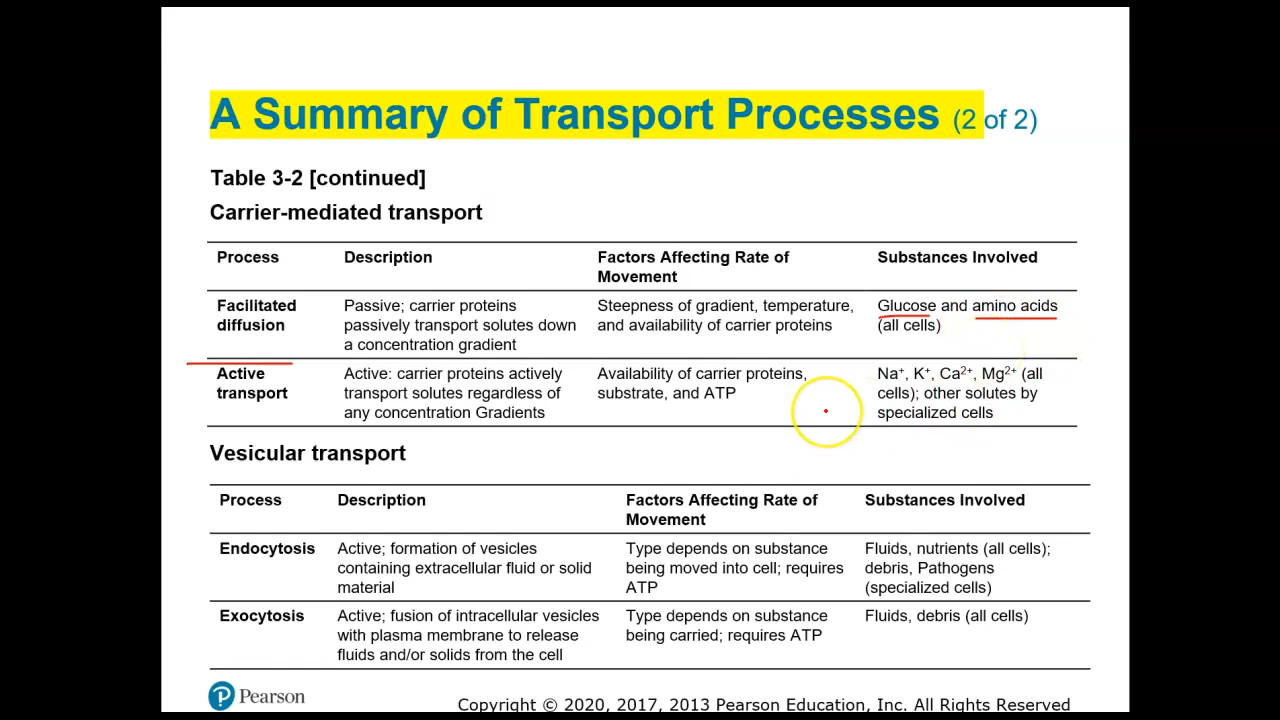 A Summary of Transport Processes (2 of 2)
Table 3-2 [continued]
Carrier-mediated transport
Process Description Factors Affecting Rate of Movement Substances Involved
Facilitated diffusion Passive; carrier proteins passively transport solutes down a concentration gradient Steepness of gradient, temperature, and availability of carrier proteins Glucose and amino acids (all cells)
Active transport Active: carrier proteins actively transport solutes regardless of any concentration Gradients Availability of carrier proteins, substrate, and ATP Na⁺, K⁺, Ca²⁺, Mg²⁺ (all cells); other solutes by specialized cells
Vesicular transport
Process Description Factors Affecting Rate of Movement Substances Involved
Endocytosis Active; formation of vesicles containing extracellular fluid or solid material Type depends on substance being moved into cell; requires ATP Fluids, nutrients (all cells); debris, Pathogens (specialized cells)
Exocytosis Active; fusion of intracellular vesicles with plasma membrane to release fluids and/or solids from the cell Type depends on substance being carried; requires ATP Fluids, debris (all cells)
P Pearson
Copyright © 2020, 2017, 2013 Pearson Education, Inc. All Rights Reserved